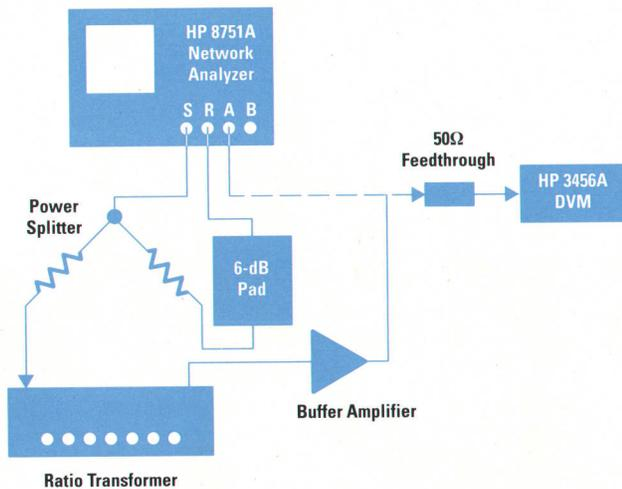 HP 8751A
Network
Analyzer
S R A B
50Ω
Feedthrough
HP 3456A
DVM
Power
Splitter
6-dB
Pad
Buffer Amplifier
Ratio Transformer